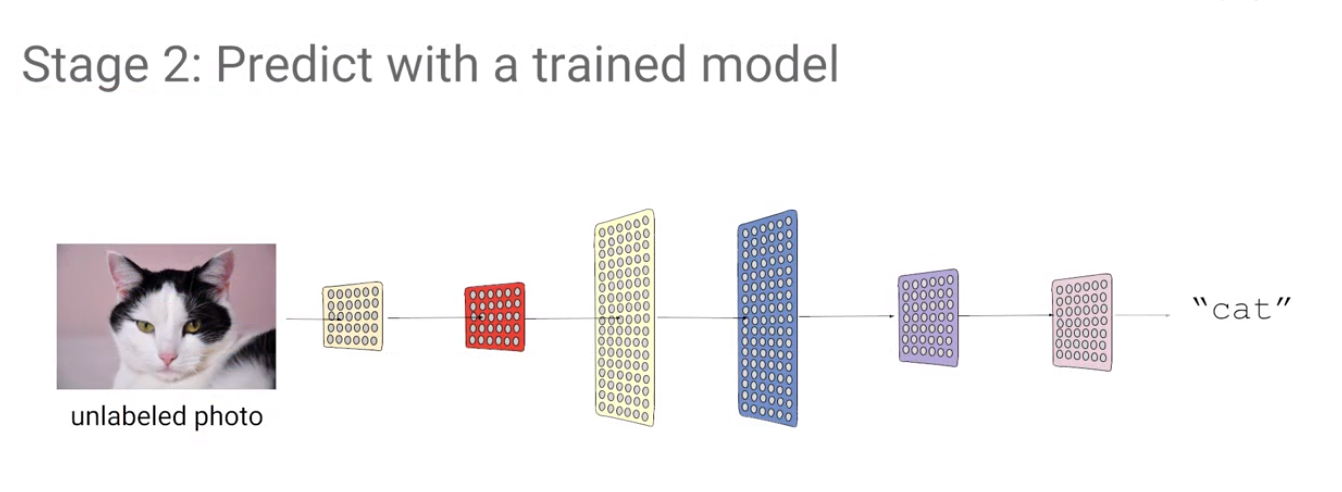 Stage 2: Predict with a trained model
“cat”
unlabeled photo